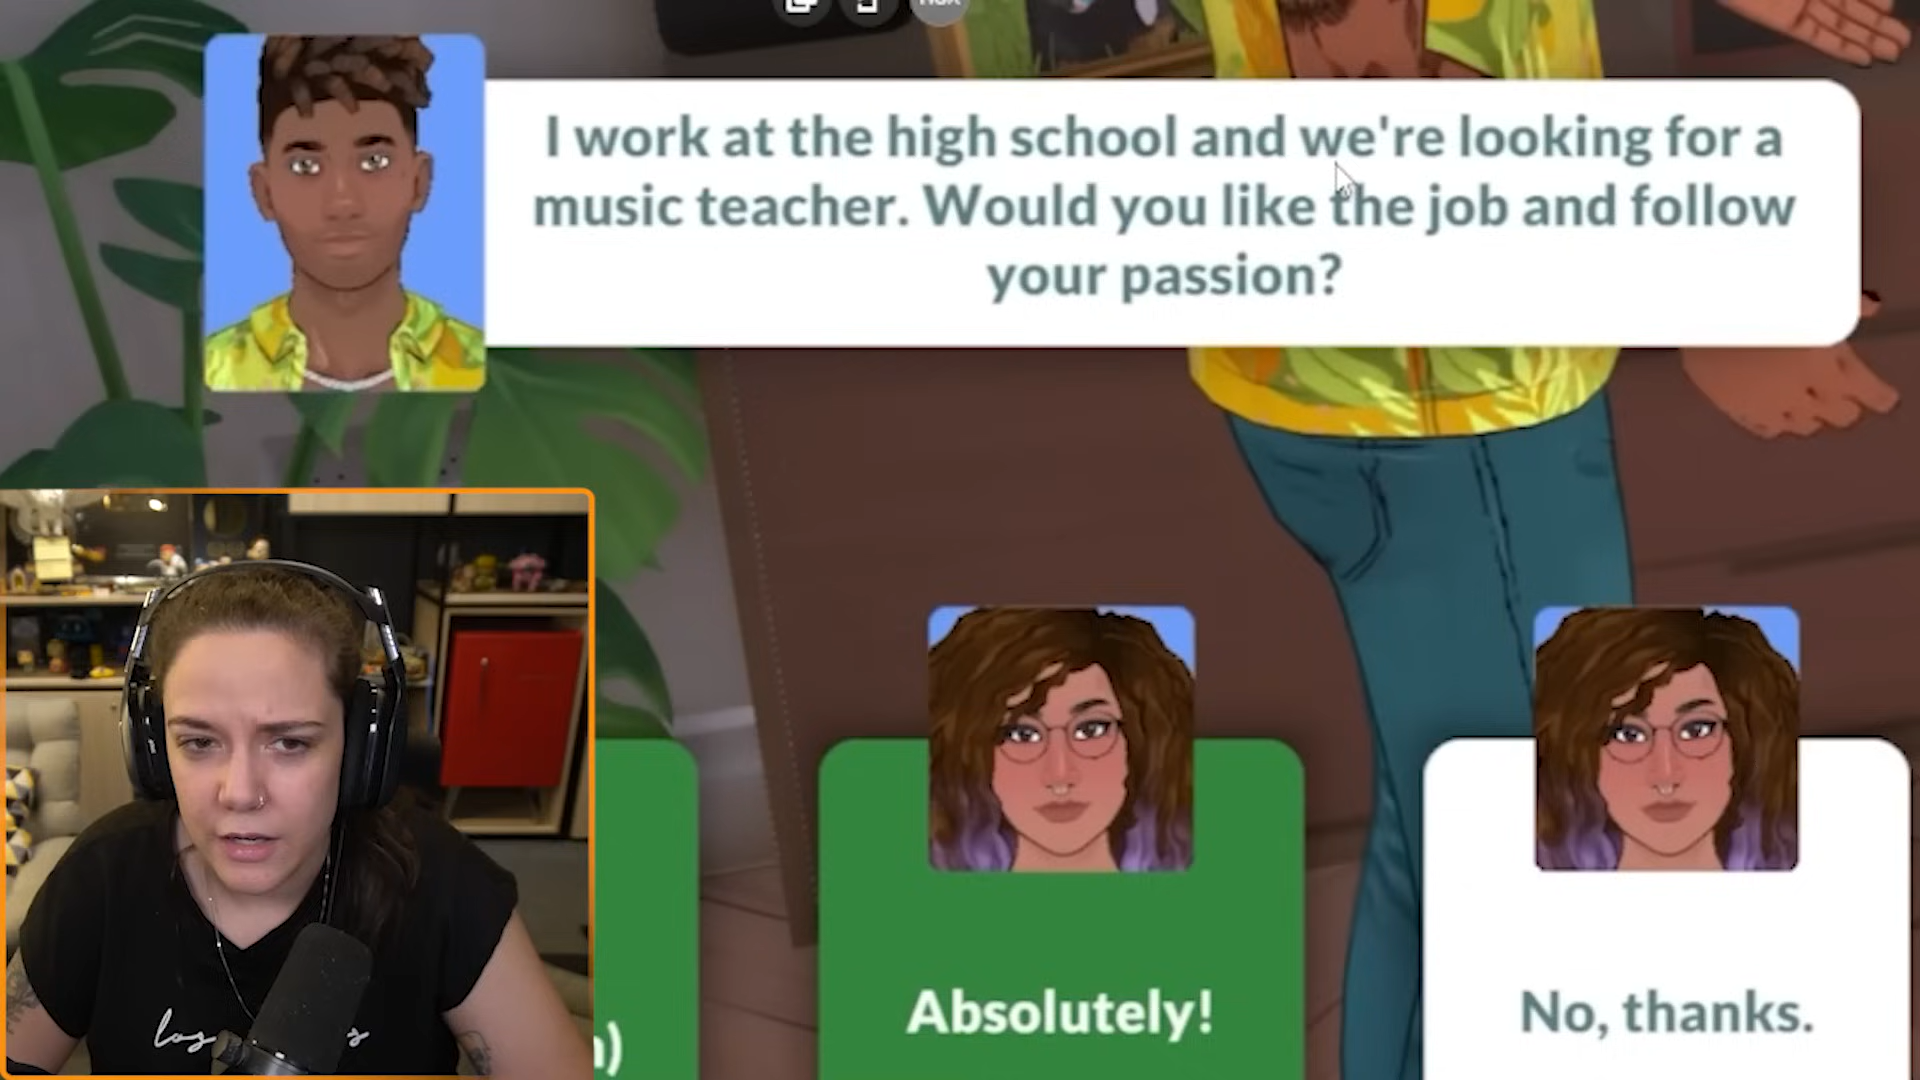 I work at the high school and we're looking for a
music teacher. Would you like the job and follow
your passion?
Absolutely!
No, thanks.